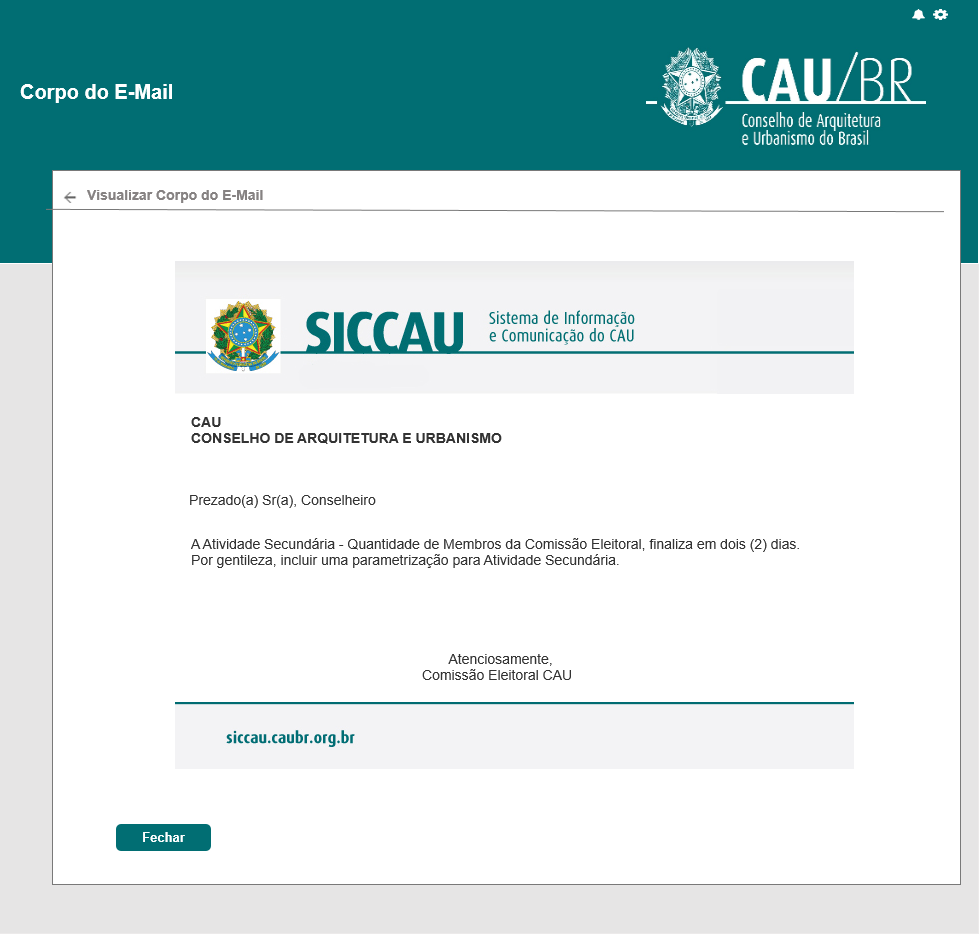 Corpo do E-Mail
CAU/BR
Conselho de Arquitetura
e Urbanismo do Brasil
Visualizar Corpo do E-Mail
SICCAU
Sistema de Informação
e Comunicação do CAU
CAU
CONSELHO DE ARQUITETURA E URBANISMO
Prezado(a) Sr(a), Conselheiro
A Atividade Secundária - Quantidade de Membros da Comissão Eleitoral, finaliza em dois (2) dias.
Por gentileza, incluir uma parametrização para Atividade Secundária.
Atenciosamente,
Comissão Eleitoral CAU
siccau.caubr.org.br
Fechar